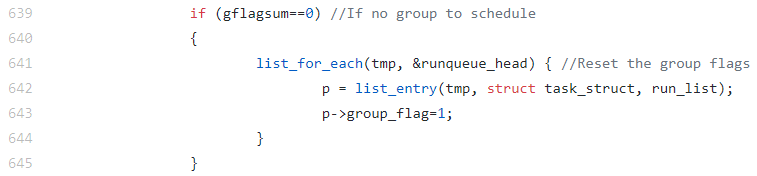 639 if (gflagsum==0) //If no group to schedule
640 {
641 list_for_each(tmp, &runqueue_head) { //Reset the group flags
642 p = list_entry(tmp, struct task_struct, run_list);
643 p->group_flag=1;
644 }
645 }